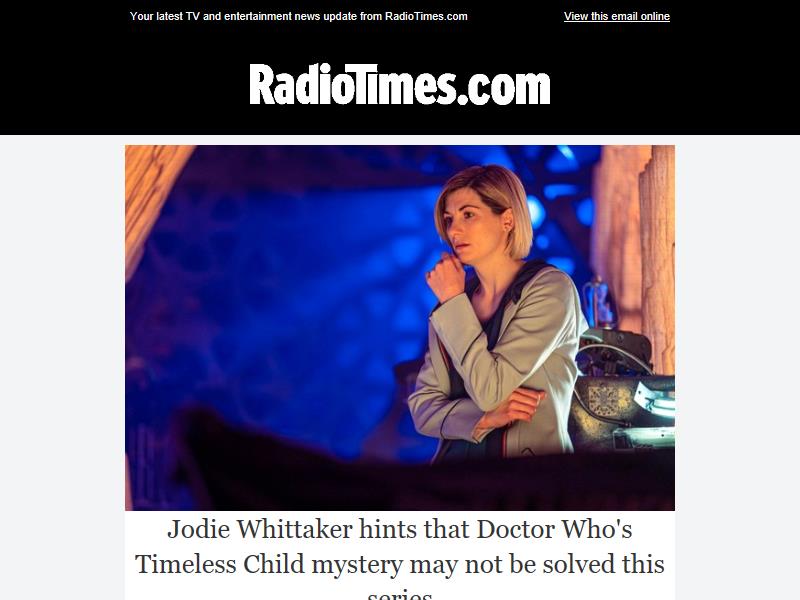 Your latest TV and entertainment news update from RadioTimes.com
View this email online
RadioTimes.com
Jodie Whittaker hints that Doctor Who's
Timeless Child mystery may not be solved this
series